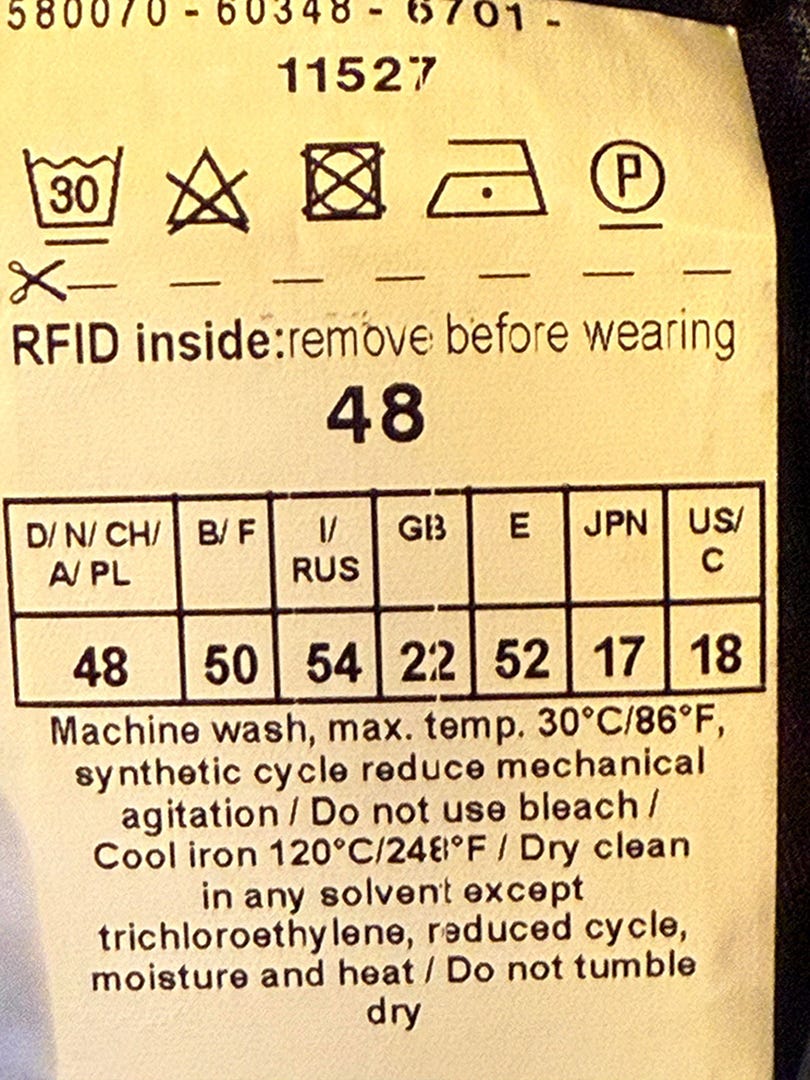 580070 - 60348 - 6701 -
11527
30 P
RFID inside:remove before wearing
48
D/ N/ CH/ A/ PL B/ F I/ RUS GB E JPN US/ C
48 50 54 22 52 17 18
Machine wash, max. temp. 30°C/86°F,
synthetic cycle reduce mechanical
agitation / Do not use bleach /
Cool iron 120°C/248°F / Dry clean
in any solvent except
trichloroethylene, reduced cycle,
moisture and heat / Do not tumble
dry